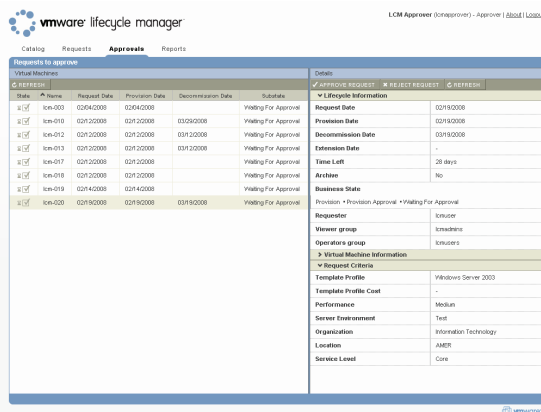 LCM Approver (lcmapprover) - Approver | About | Logou
vmware lifecycle manager
Catalog Requests Approvals Reports
Requests to approve
Virtual Machines
REFRESH
State Name Request Date Provision Date Decommission Date Substate
lcm-003 02/04/2008 02/04/2008 Waiting For Approval
lcm-010 02/12/2008 02/12/2008 03/29/2008 Waiting For Approval
lcm-012 02/12/2008 02/12/2008 03/12/2008 Waiting For Approval
lcm-013 02/12/2008 02/12/2008 03/12/2008 Waiting For Approval
lcm-017 02/12/2008 02/12/2008 Waiting For Approval
lcm-018 02/12/2008 02/12/2008 Waiting For Approval
lcm-019 02/14/2008 02/14/2008 Waiting For Approval
lcm-020 02/19/2008 02/19/2008 03/19/2008 Waiting For Approval
Details
APPROVE REQUEST REJECT REQUEST REFRESH
Lifecycle Information
Request Date 02/19/2008
Provision Date 02/19/2008
Decommission Date 03/19/2008
Extension Date -
Time Left 28 days
Archive No
Business State
Provision • Provision Approval • Waiting For Approval
Requester lcmuser
Viewer group lcmadmins
Operators group lcmusers
Virtual Machine Information
Request Criteria
Template Profile Windows Server 2003
Template Profile Cost -
Performance Medium
Server Environment Test
Organization Information Technology
Location AMER
Service Level Core
vmware